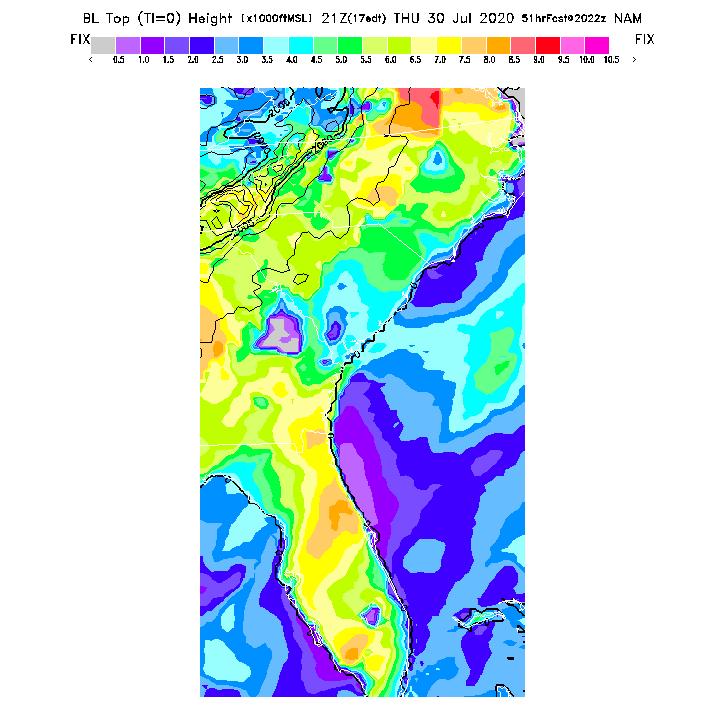 BL Top (TI=0) Height [x1000ftMSL] 21Z(17edt) THU 30 Jul 2020 51hrFcst@2022z NAM
FIX FIX
< 0.5 1.0 1.5 2.0 2.5 3.0 3.5 4.0 4.5 5.0 5.5 6.0 6.5 7.0 7.5 8.0 8.5 9.0 9.5 10.0 10.5 >
2000